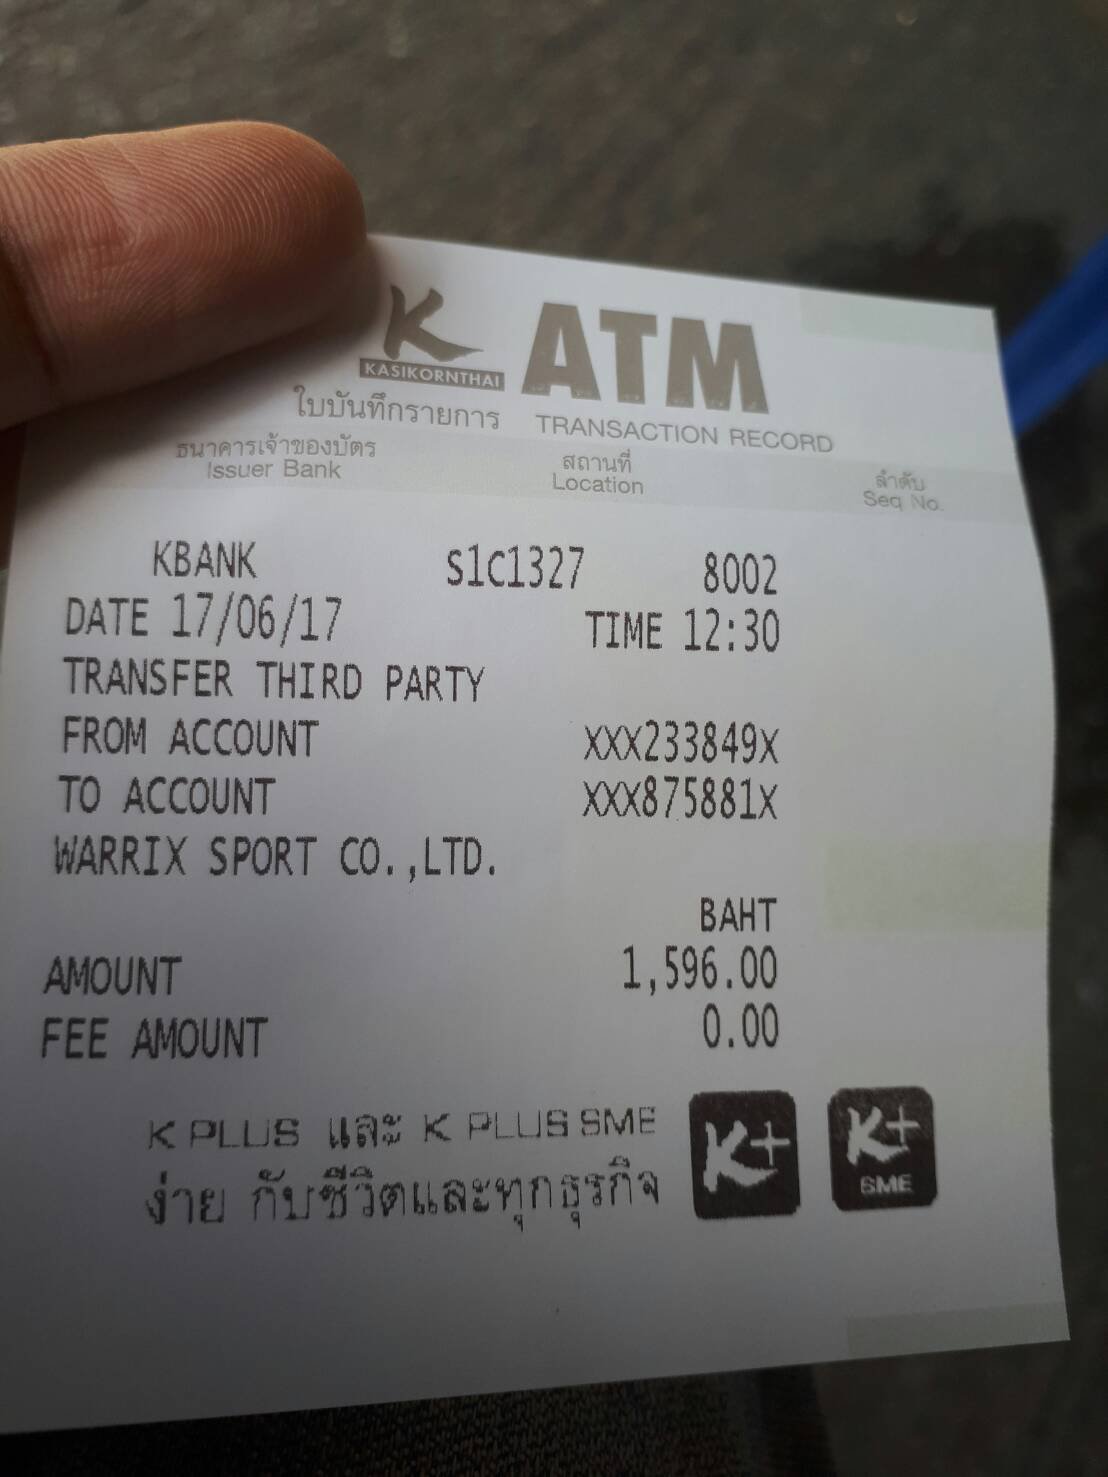 K ATM
KASIKORNTHAI
ใบบันทึกรายการ TRANSACTION RECORD
ธนาคารเจ้าของบัตร สถานที่ ลำดับ
Issuer Bank Location Seq No.
KBANK S1C1327 8002
DATE 17/06/17 TIME 12:30
TRANSFER THIRD PARTY
FROM ACCOUNT XXX233849X
TO ACCOUNT XXX875881X
WARRIX SPORT CO.,LTD.
BAHT
AMOUNT 1,596.00
FEE AMOUNT 0.00
K PLUS และ K PLUS SME K+ K+ SME
ง่าย กับชีวิตและทุกธุรกิจ